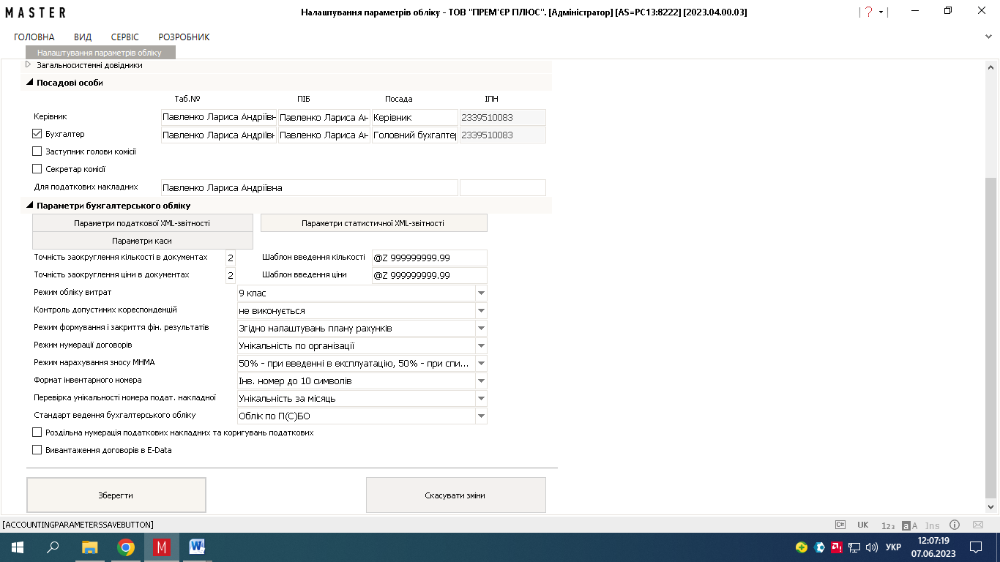 MASTER
Налаштування параметрів обліку - ТОВ "ПРЕМ'ЄР ПЛЮС". [Адміністратор] [AS=PC13:8222] [2023.04.00.03]
?
ГОЛОВНА ВИД СЕРВІС РОЗРОБНИК
Налаштування параметрів обліку
Загальносистемні довідники
Посадові особи
Таб.№ ПІБ Посада ІПН
Керівник Павленко Лариса Андріївн Павленко Лариса Ан Керівник 2339510083
Бухгалтер Павленко Лариса Андріївн Павленко Лариса Ан Головний бухгалтер 2339510083
Заступник голови комісії
Секретар комісії
Для податкових накладних Павленко Лариса Андріївна
Параметри бухгалтерського обліку
Параметри податкової XML-звітності Параметри статистичної XML-звітності
Параметри каси
Точність заокруглення кількості в документах 2 Шаблон введення кількості @Z 999999999.99
Точність заокруглення ціни в документах 2 Шаблон введення ціни @Z 999999999.99
Режим обліку витрат 9 клас
Контроль допустимих кореспонденцій не виконується
Режим формування і закриття фін. результатів Згідно налаштувань плану рахунків
Режим нумерації договорів Унікальність по організації
Режим нарахування зносу МНМА 50% - при введенні в експлуатацію, 50% - при спи...
Формат інвентарного номера Інв. номер до 10 символів
Перевірка унікальності номера подат. накладної Унікальність за місяць
Стандарт ведення бухгалтерського обліку Облік по П(С)БО
Роздільна нумерація податкових накладних та коригувань податкових
Вивантаження договорів в E-Data
Зберегти Скасувати зміни
[ACCOUNTINGPARAMETERSSAVEBUTTON] C# UK 123 aA Ins
M W УКР 12:07:19
07.06.2023